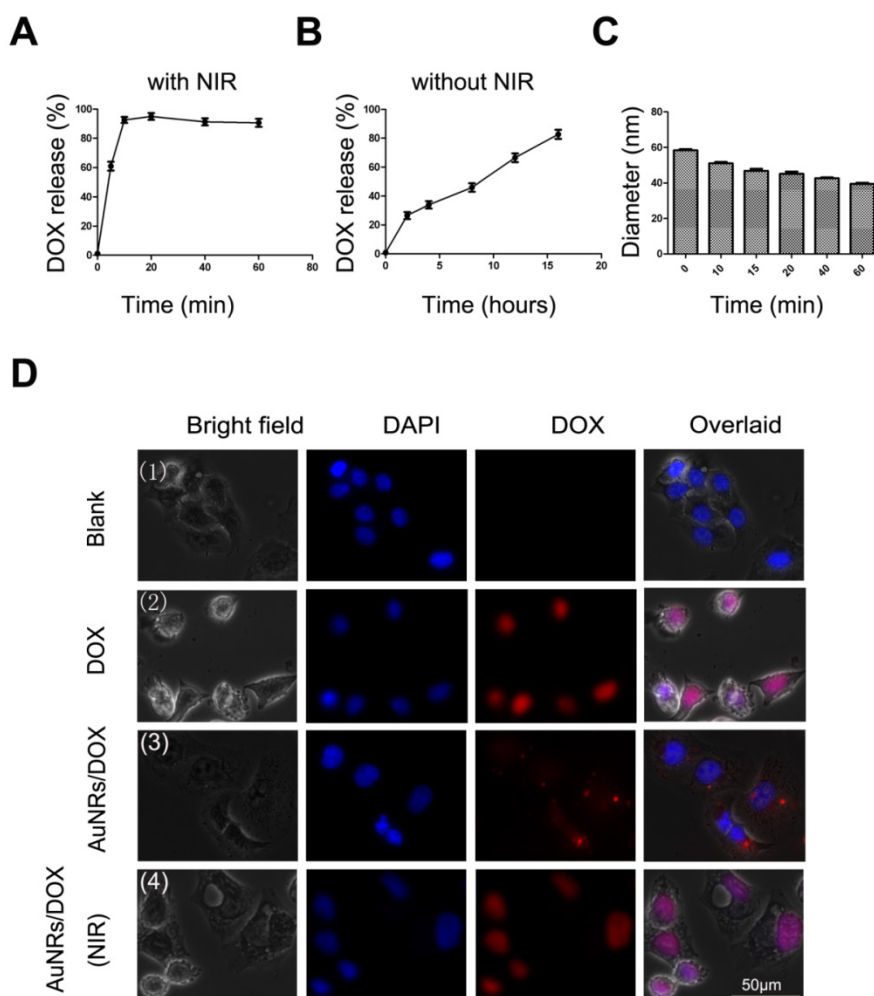 A
B
C
with NIR
without NIR
DOX release (%)
100
80
60
40
20
0
0 20 40 60 80
Time (min)
DOX release (%)
100
80
60
40
20
0
0 5 10 15 20
Time (hours)
Diameter (nm)
80
60
40
20
0
0 10 15 20 40 60
Time (min)
D
Bright field DAPI DOX Overlaid
Blank
(1)
DOX
(2)
AuNRs/DOX
(3)
AuNRs/DOX
(NIR)
(4)
50μm